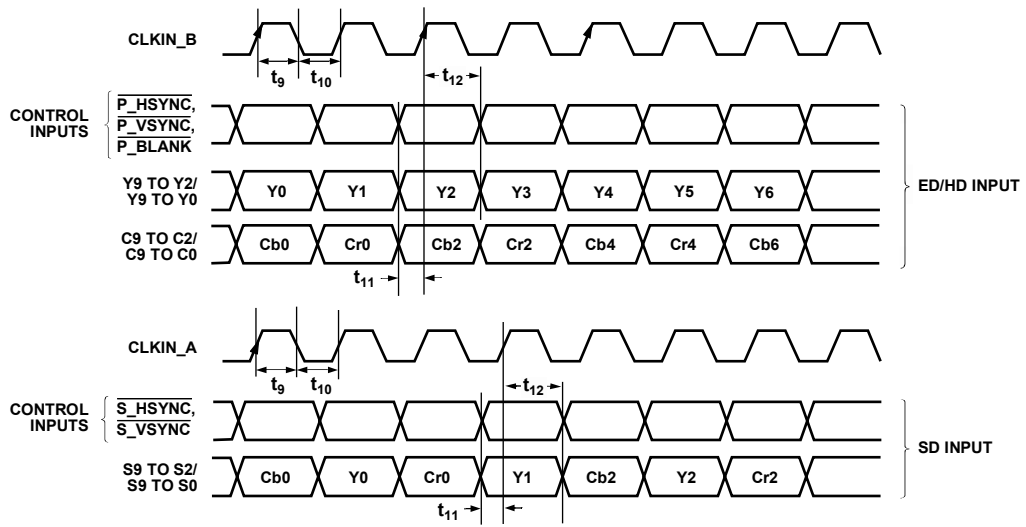 CLKIN_B
t9 t10 t12
CONTROL INPUTS
P_HSYNC,
P_VSYNC,
P_BLANK
Y9 TO Y2/
Y9 TO Y0
Y0 Y1 Y2 Y3 Y4 Y5 Y6
ED/HD INPUT
C9 TO C2/
C9 TO C0
Cb0 Cr0 Cb2 Cr2 Cb4 Cr4 Cb6
t11
CLKIN_A
t9 t10 t12
CONTROL INPUTS
S_HSYNC,
S_VSYNC
SD INPUT
S9 TO S2/
S9 TO S0
Cb0 Y0 Cr0 Y1 Cb2 Y2 Cr2
t11